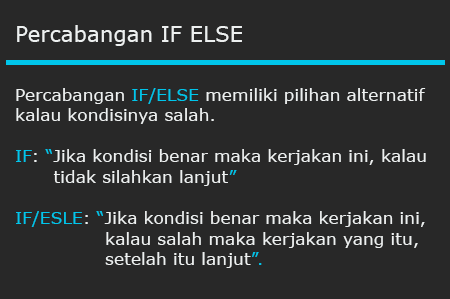 Percabangan IF ELSE
Percabangan IF/ELSE memiliki pilihan alternatif
kalau kondisinya salah.
IF: “Jika kondisi benar maka kerjakan ini, kalau
tidak silahkan lanjut”
IF/ESLE: “Jika kondisi benar maka kerjakan ini,
kalau salah maka kerjakan yang itu,
setelah itu lanjut”.